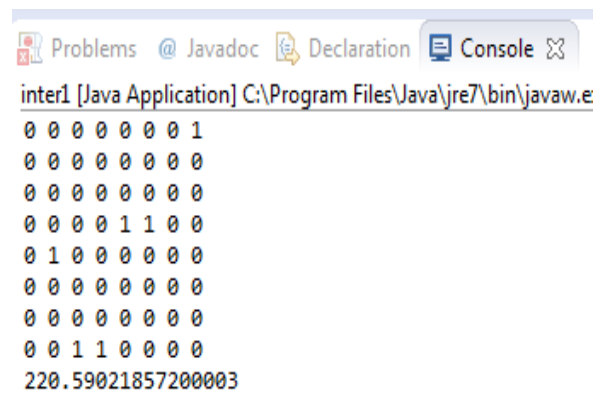 Problems @ Javadoc Declaration Console
inter1 [Java Application] C:\Program Files\Java\jre7\bin\javaw.e
0 0 0 0 0 0 0 1
0 0 0 0 0 0 0 0
0 0 0 0 0 0 0 0
0 0 0 0 1 1 0 0
0 1 0 0 0 0 0 0
0 0 0 0 0 0 0 0
0 0 0 0 0 0 0 0
0 0 1 1 0 0 0 0
220.59021857200003